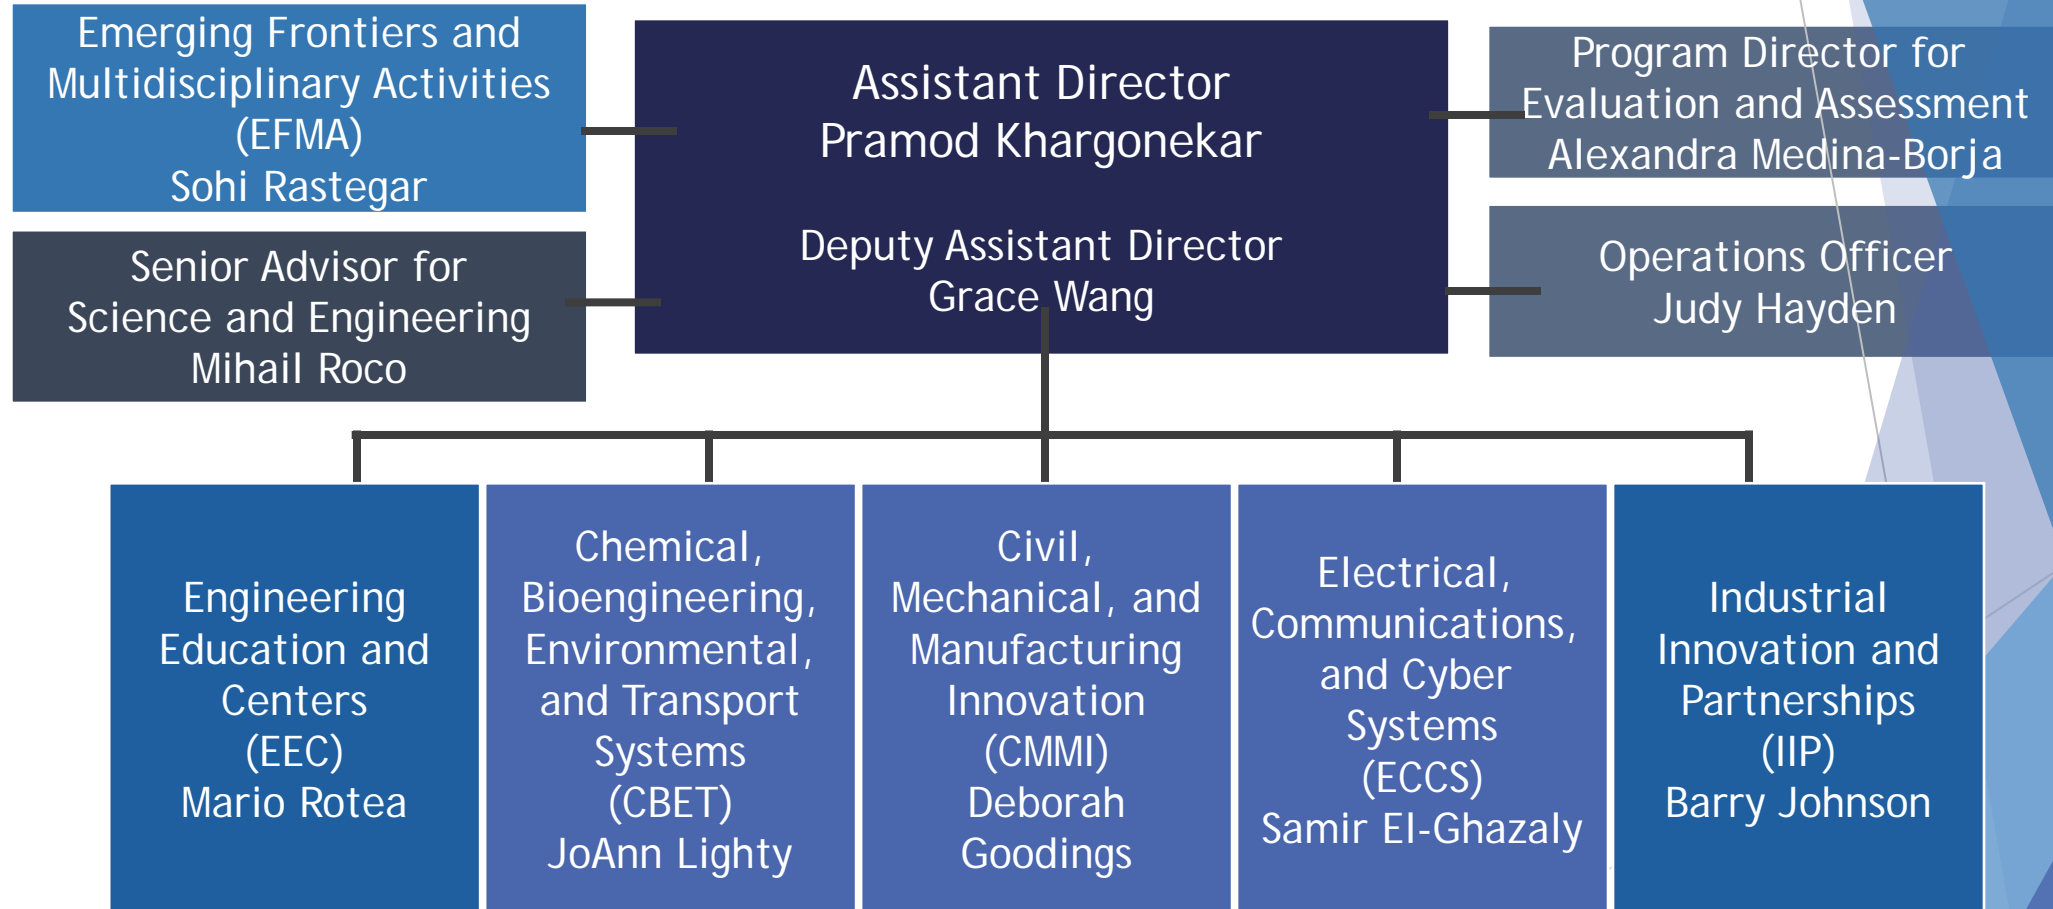 Emerging Frontiers and
Multidisciplinary Activities
(EFMA)
Sohi Rastegar
Senior Advisor for
Science and Engineering
Mihail Roco
Assistant Director
Pramod Khargonekar
Deputy Assistant Director
Grace Wang
Program Director for
Evaluation and Assessment
Alexandra Medina-Borja
Operations Officer
Judy Hayden
Engineering
Education and
Centers
(EEC)
Mario Rotea
Chemical,
Bioengineering,
Environmental,
and Transport
Systems
(CBET)
JoAnn Lighty
Civil,
Mechanical, and
Manufacturing
Innovation
(CMMI)
Deborah
Goodings
Electrical,
Communications,
and Cyber
Systems
(ECCS)
Samir El-Ghazaly
Industrial
Innovation and
Partnerships
(IIP)
Barry Johnson